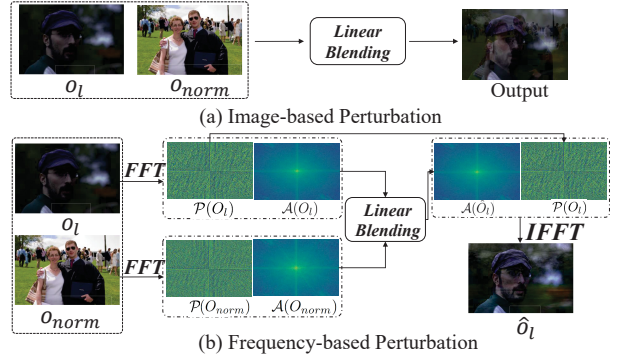 O_l
O_norm
Linear
Blending
Output
(a) Image-based Perturbation
FFT
P(O_l)
A(O_l)
A(Ô_l)
P(O_l)
O_l
Linear
Blending
IFFT
FFT
O_norm
P(O_norm)
A(O_norm)
Ô_l
(b) Frequency-based Perturbation